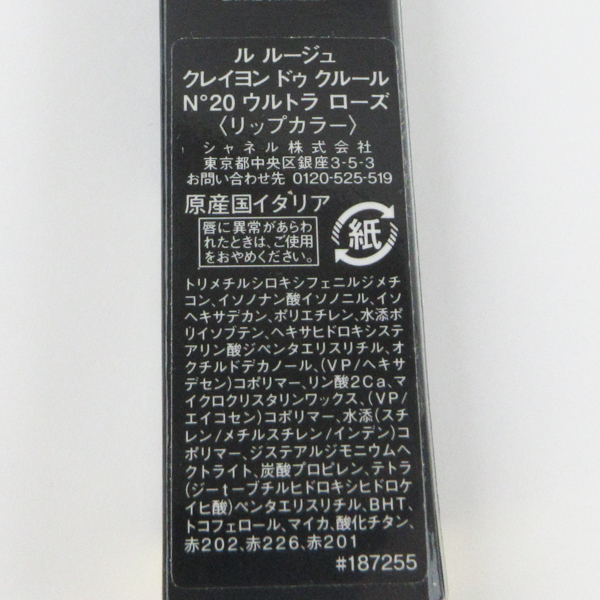 ル ルージュ
クレイヨン ドゥ クルール
N°20 ウルトラ ローズ
〈リップカラー〉
シャネル株式会社
東京都中央区銀座3-5-3
お問い合わせ先 0120-525-519
原産国イタリア
唇に異常があらわ
れたときは、ご使用
をおやめください。
紙
トリメチルシロキシフェニルジメチ
コン,イソノナン酸イソノニル,イソ
ヘキサデカン,ポリエチレン,水添ポ
リイソブテン,ヘキサヒドロキシステ
アリン酸ジペンタエリスリチル,オ
クチルドデカノール,(VP/ヘキサ
デセン)コポリマー,リン酸2Ca,マ
イクロクリスタリンワックス,(VP/
エイコセン)コポリマー,水添(スチ
レン/メチルスチレン/インデン)コ
ポリマー,ジステアルジモニウムヘ
クトライト,炭酸プロピレン,テトラ
(ジーtーブチルヒドロキシヒドロケ
イヒ酸)ペンタエリスリチル,BHT,
トコフェロール,マイカ,酸化チタン,
赤202,赤226,赤201
#187255